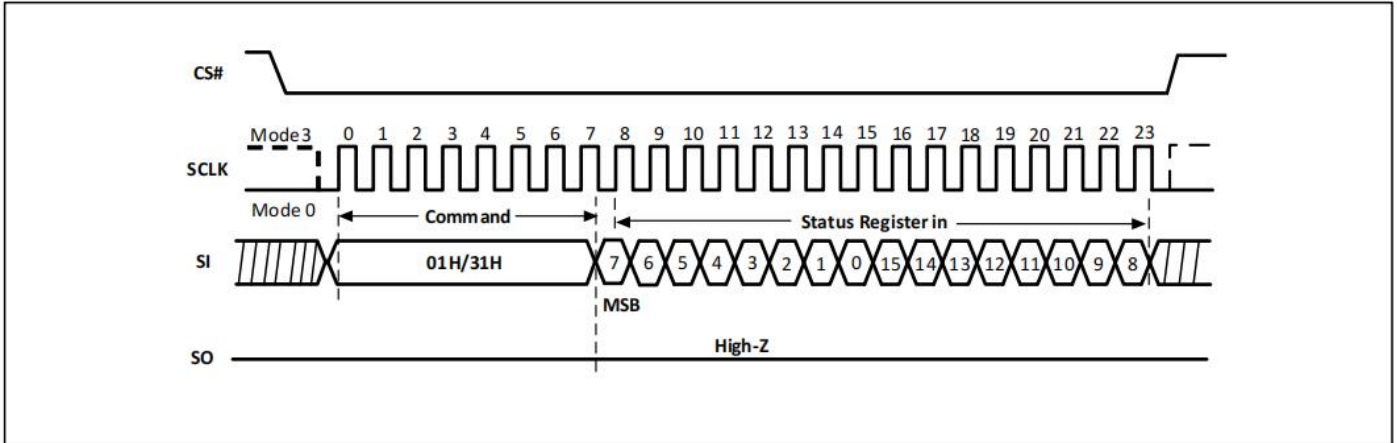 CS#
Mode 3 0 1 2 3 4 5 6 7 8 9 10 11 12 13 14 15 16 17 18 19 20 21 22 23
SCLK
Mode 0 Command Status Register in
SI 01H/31H 7 6 5 4 3 2 1 0 15 14 13 12 11 10 9 8
MSB
High-Z
SO